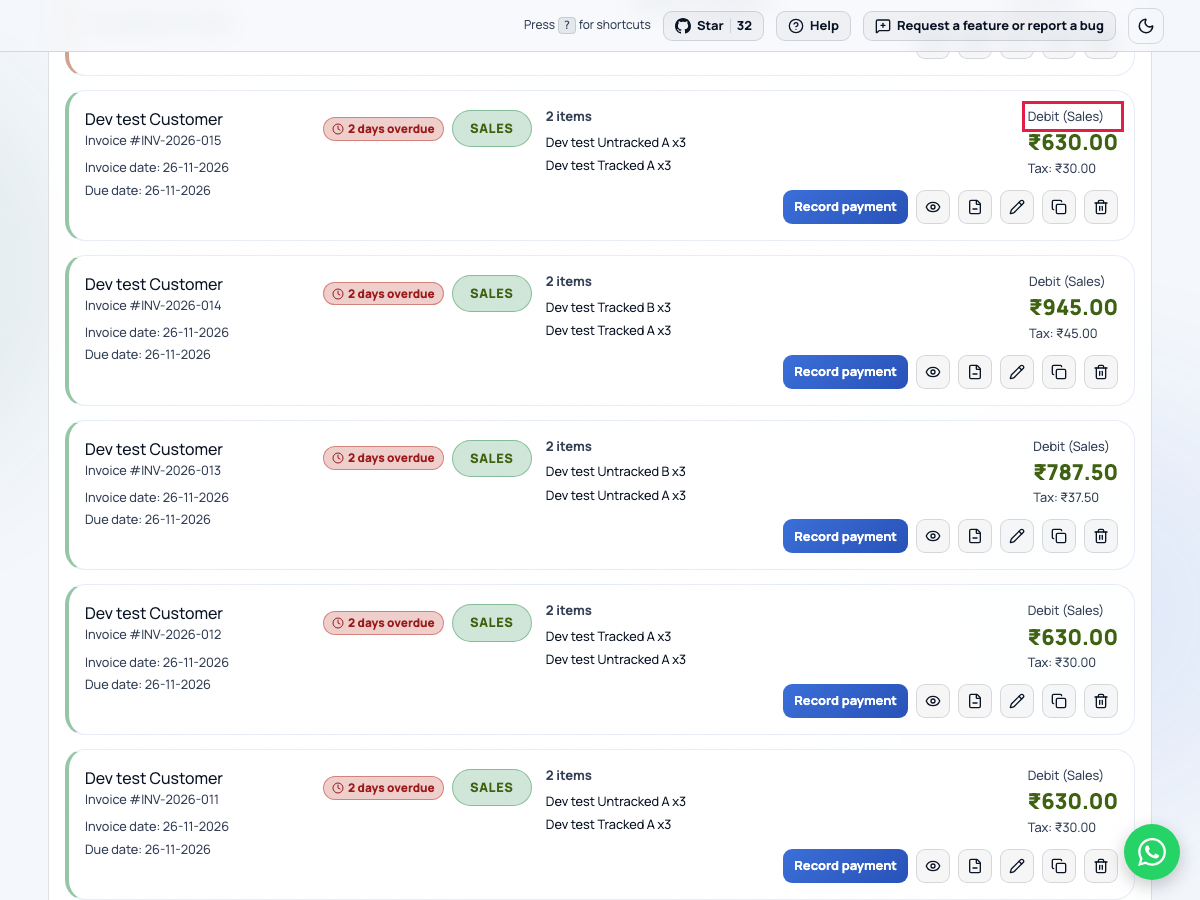 Press ? for shortcuts
Star 32
Help
Request a feature or report a bug
Dev test Customer
Invoice #INV-2026-015
Invoice date: 26-11-2026
Due date: 26-11-2026
2 days overdue
SALES
2 items
Dev test Untracked A x3
Dev test Tracked A x3
Debit (Sales)
₹630.00
Tax: ₹30.00
Record payment
Dev test Customer
Invoice #INV-2026-014
Invoice date: 26-11-2026
Due date: 26-11-2026
2 days overdue
SALES
2 items
Dev test Tracked B x3
Dev test Tracked A x3
Debit (Sales)
₹945.00
Tax: ₹45.00
Record payment
Dev test Customer
Invoice #INV-2026-013
Invoice date: 26-11-2026
Due date: 26-11-2026
2 days overdue
SALES
2 items
Dev test Untracked B x3
Dev test Untracked A x3
Debit (Sales)
₹787.50
Tax: ₹37.50
Record payment
Dev test Customer
Invoice #INV-2026-012
Invoice date: 26-11-2026
Due date: 26-11-2026
2 days overdue
SALES
2 items
Dev test Tracked A x3
Dev test Untracked A x3
Debit (Sales)
₹630.00
Tax: ₹30.00
Record payment
Dev test Customer
Invoice #INV-2026-011
Invoice date: 26-11-2026
Due date: 26-11-2026
2 days overdue
SALES
2 items
Dev test Untracked A x3
Dev test Tracked A x3
Debit (Sales)
₹630.00
Tax: ₹30.00
Record payment